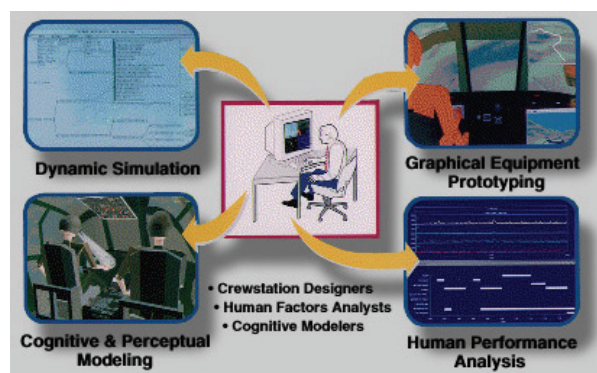 Dynamic Simulation
Graphical Equipment
Prototyping
• Crewstation Designers
• Human Factors Analysts
• Cognitive Modelers
Cognitive & Perceptual
Modeling
Human Performance
Analysis